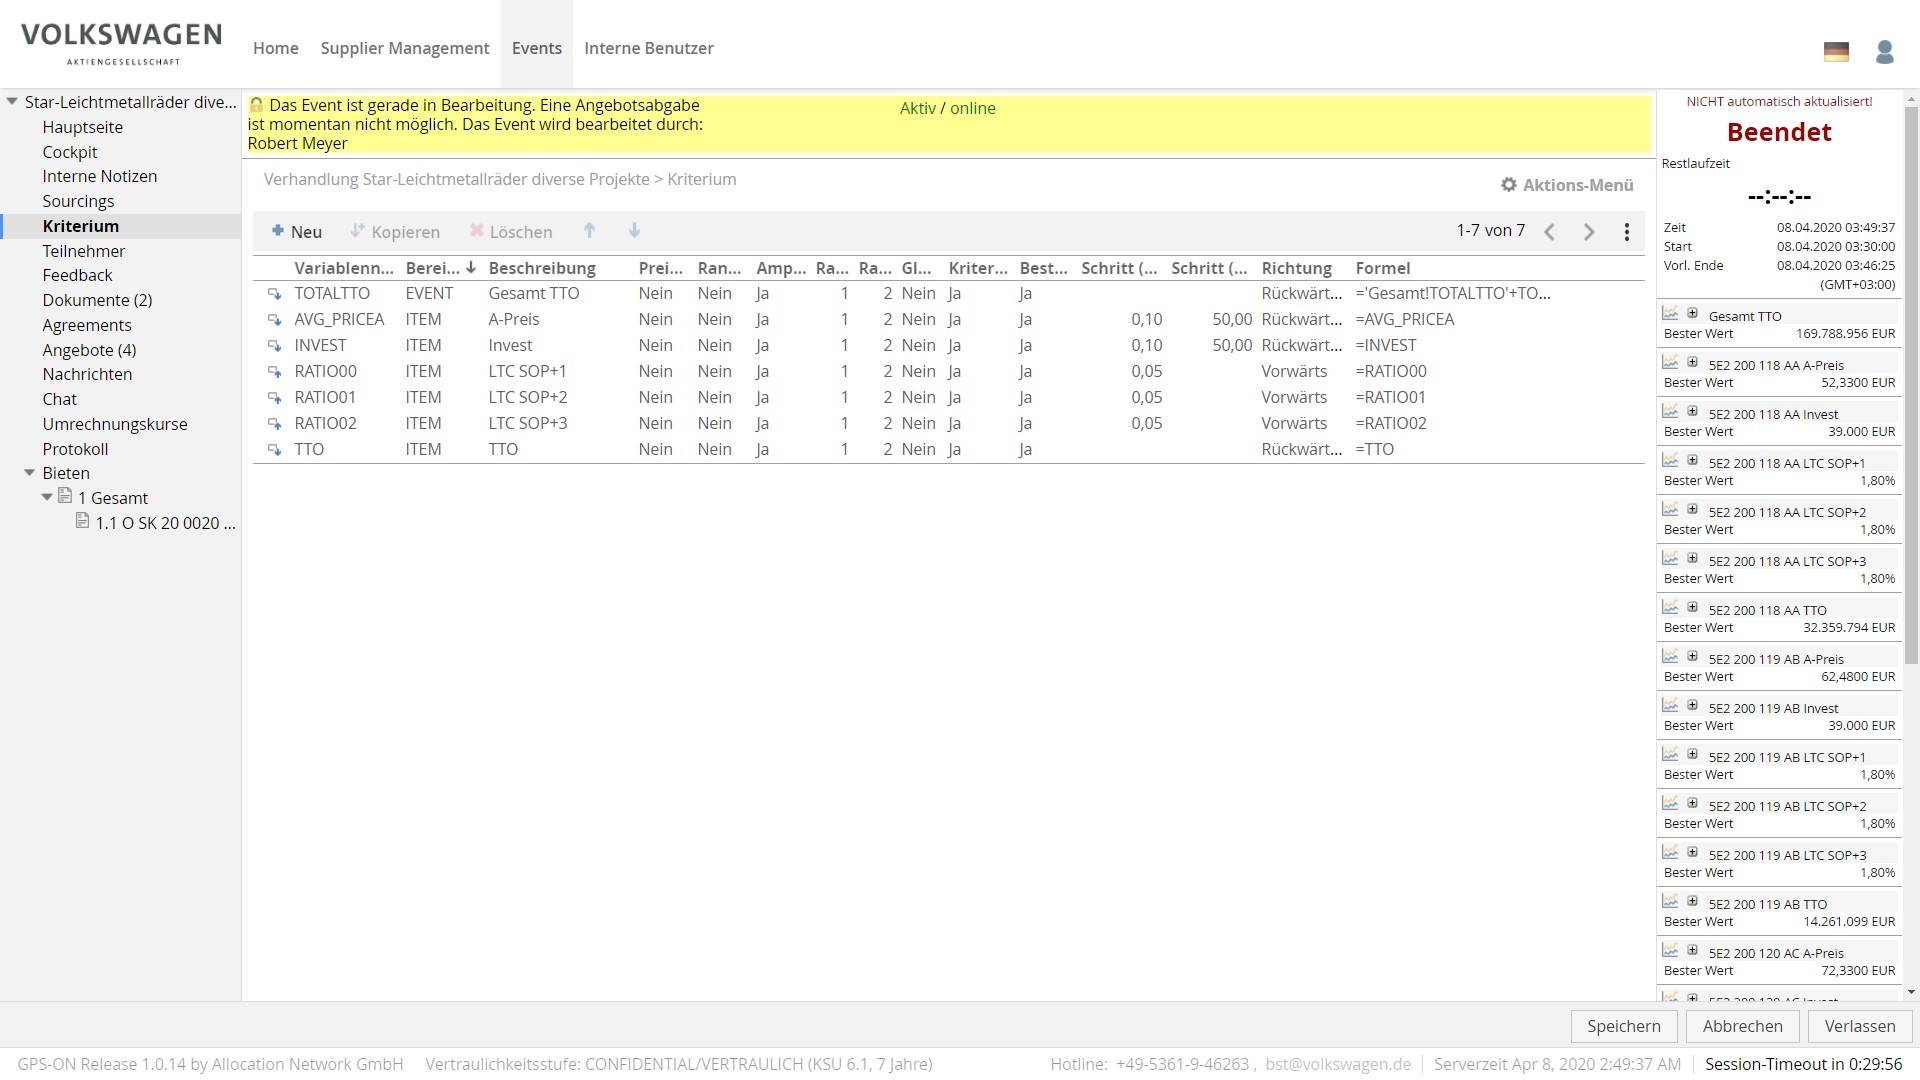 VOLKSWAGEN
AKTIENGESELLSCHAFT
Home Supplier Management Events Interne Benutzer
Star-Leichtmetallräder dive...
Hauptseite
Cockpit
Interne Notizen
Sourcings
Kriterium
Teilnehmer
Feedback
Dokumente (2)
Agreements
Angebote (4)
Nachrichten
Chat
Umrechnungskurse
Protokoll
Bieten
1 Gesamt
1.1 O SK 20 0020 ...
Das Event ist gerade in Bearbeitung. Eine Angebotsabgabe
ist momentan nicht möglich. Das Event wird bearbeitet durch:
Robert Meyer
Aktiv / online
Verhandlung Star-Leichtmetallräder diverse Projekte > Kriterium
Aktions-Menü
Neu Kopieren Löschen 1-7 von 7
Variablenn... Berei... Beschreibung Prei... Ran... Amp... Ra... Ra... Gl... Kriter... Best... Schritt (... Schritt (... Richtung Formel
TOTALTTO EVENT Gesamt TTO Nein Nein Ja 1 2 Nein Ja Ja Rückwärt... ='Gesamt!TOTALTTO'+TO...
AVG_PRICEA ITEM A-Preis Nein Nein Ja 1 2 Nein Ja Ja 0,10 50,00 Rückwärt... =AVG_PRICEA
INVEST ITEM Invest Nein Nein Ja 1 2 Nein Ja Ja 0,10 50,00 Rückwärt... =INVEST
RATIO00 ITEM LTC SOP+1 Nein Nein Ja 1 2 Nein Ja Ja 0,05 Vorwärts =RATIO00
RATIO01 ITEM LTC SOP+2 Nein Nein Ja 1 2 Nein Ja Ja 0,05 Vorwärts =RATIO01
RATIO02 ITEM LTC SOP+3 Nein Nein Ja 1 2 Nein Ja Ja 0,05 Vorwärts =RATIO02
TTO ITEM TTO Nein Nein Ja 1 2 Nein Ja Ja Rückwärt... =TTO
NICHT automatisch aktualisiert!
Beendet
Restlaufzeit
--:--:--
Zeit 08.04.2020 03:49:37
Start 08.04.2020 03:30:00
Vorl. Ende 08.04.2020 03:46:25
(GMT+03:00)
Gesamt TTO
Bester Wert 169.788.956 EUR
5E2 200 118 AA A-Preis
Bester Wert 52,3300 EUR
5E2 200 118 AA Invest
Bester Wert 39.000 EUR
5E2 200 118 AA LTC SOP+1
Bester Wert 1,80%
5E2 200 118 AA LTC SOP+2
Bester Wert 1,80%
5E2 200 118 AA LTC SOP+3
Bester Wert 1,80%
5E2 200 118 AA TTO
Bester Wert 32.359.794 EUR
5E2 200 119 AB A-Preis
Bester Wert 62,4800 EUR
5E2 200 119 AB Invest
Bester Wert 39.000 EUR
5E2 200 119 AB LTC SOP+1
Bester Wert 1,80%
5E2 200 119 AB LTC SOP+2
Bester Wert 1,80%
5E2 200 119 AB LTC SOP+3
Bester Wert 1,80%
5E2 200 119 AB TTO
Bester Wert 14.261.099 EUR
5E2 200 120 AC A-Preis
Bester Wert 72,3300 EUR
5E2 200 120 AC Invest
Speichern Abbrechen Verlassen
GPS-ON Release 1.0.14 by Allocation Network GmbH Vertraulichkeitsstufe: CONFIDENTIAL/VERTRAULICH (KSU 6.1, 7 Jahre) Hotline: +49-5361-9-46263 , bst@volkswagen.de Serverzeit Apr 8, 2020 2:49:37 AM Session-Timeout in 0:29:56